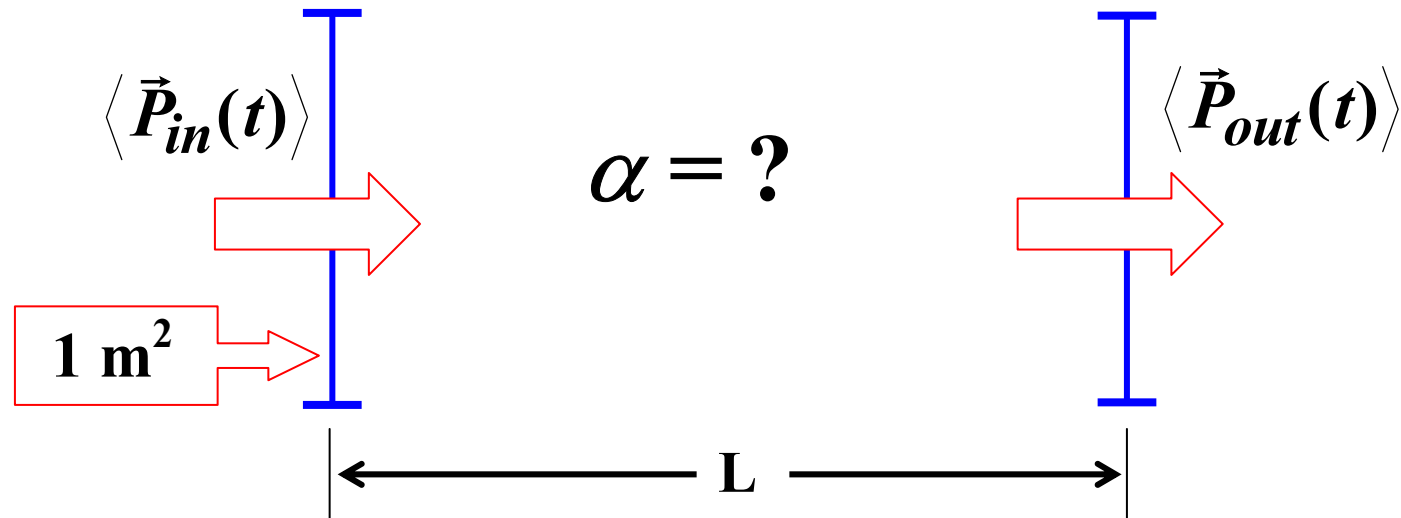 ⟨P⃗in(t)⟩
⟨P⃗out(t)⟩
α = ?
1 m²
L